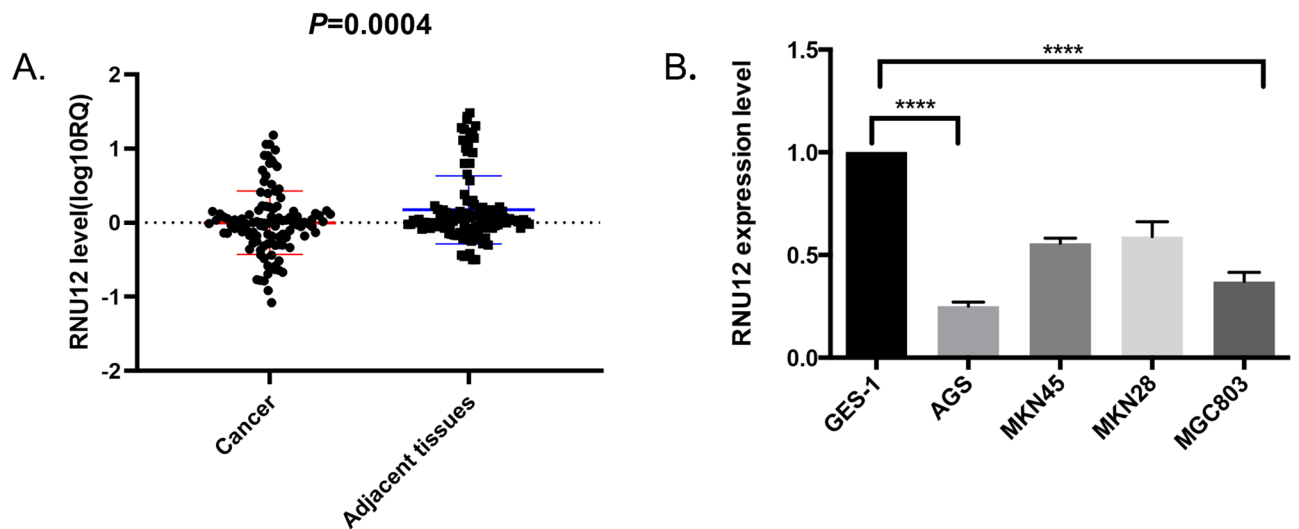 A.
P=0.0004
RNU12 level(log10RQ)
2
1
0
-1
-2
Cancer
Adjacent tissues
B.
RNU12 expression level
1.5
1.0
0.5
0.0
****
****
GES-1
AGS
MKN45
MKN28
MGC803